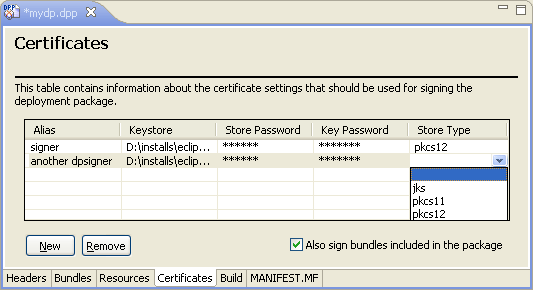 DPP *mydp.dpp
Certificates
This table contains information about the certificate settings that should be used for signing the
deployment package.
Alias Keystore Store Password Key Password Store Type
signer D:\installs\eclip... ****** ******* pkcs12
another dpsigner D:\installs\eclip... ****** *******
jks
pkcs11
pkcs12
New Remove Also sign bundles included in the package
Headers Bundles Resources Certificates Build MANIFEST.MF